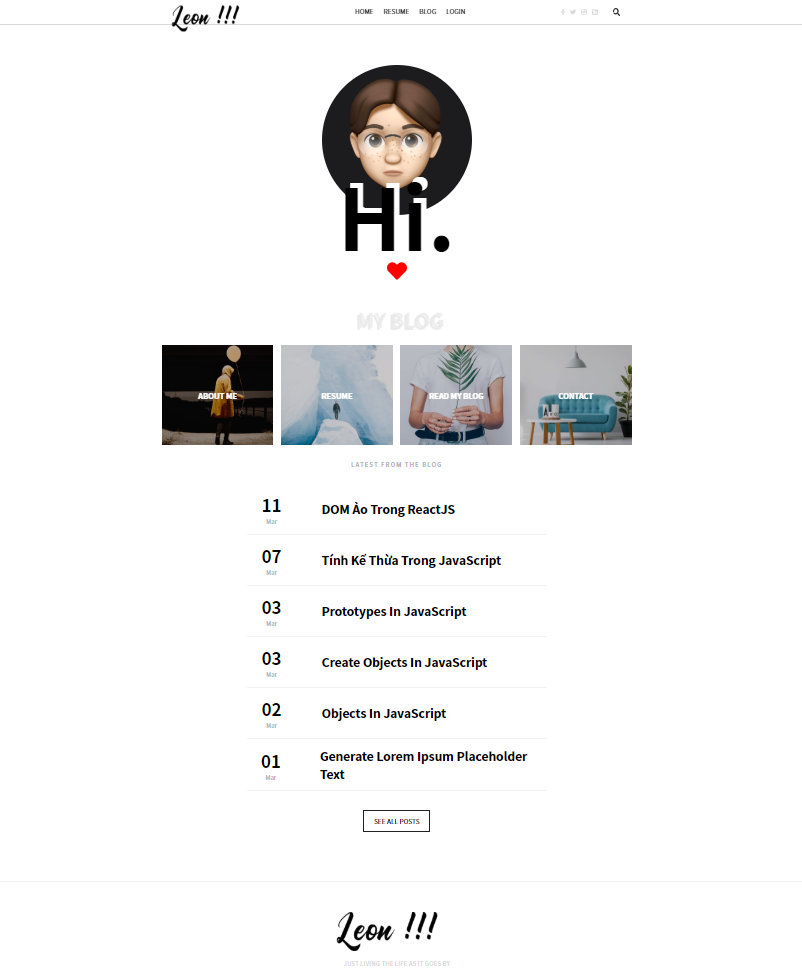 Leon !!!
HOME RESUME BLOG LOGIN
Hi.
MY BLOG
ABOUT ME
RESUME
READ MY BLOG
CONTACT
LATEST FROM THE BLOG
11
Mar
DOM Ảo Trong ReactJS
07
Mar
Tính Kế Thừa Trong JavaScript
03
Mar
Prototypes In JavaScript
03
Mar
Create Objects In JavaScript
02
Mar
Objects In JavaScript
01
Mar
Generate Lorem Ipsum Placeholder
Text
SEE ALL POSTS
Leon !!!
JUST LIVING THE LIFE AS IT GOES BY